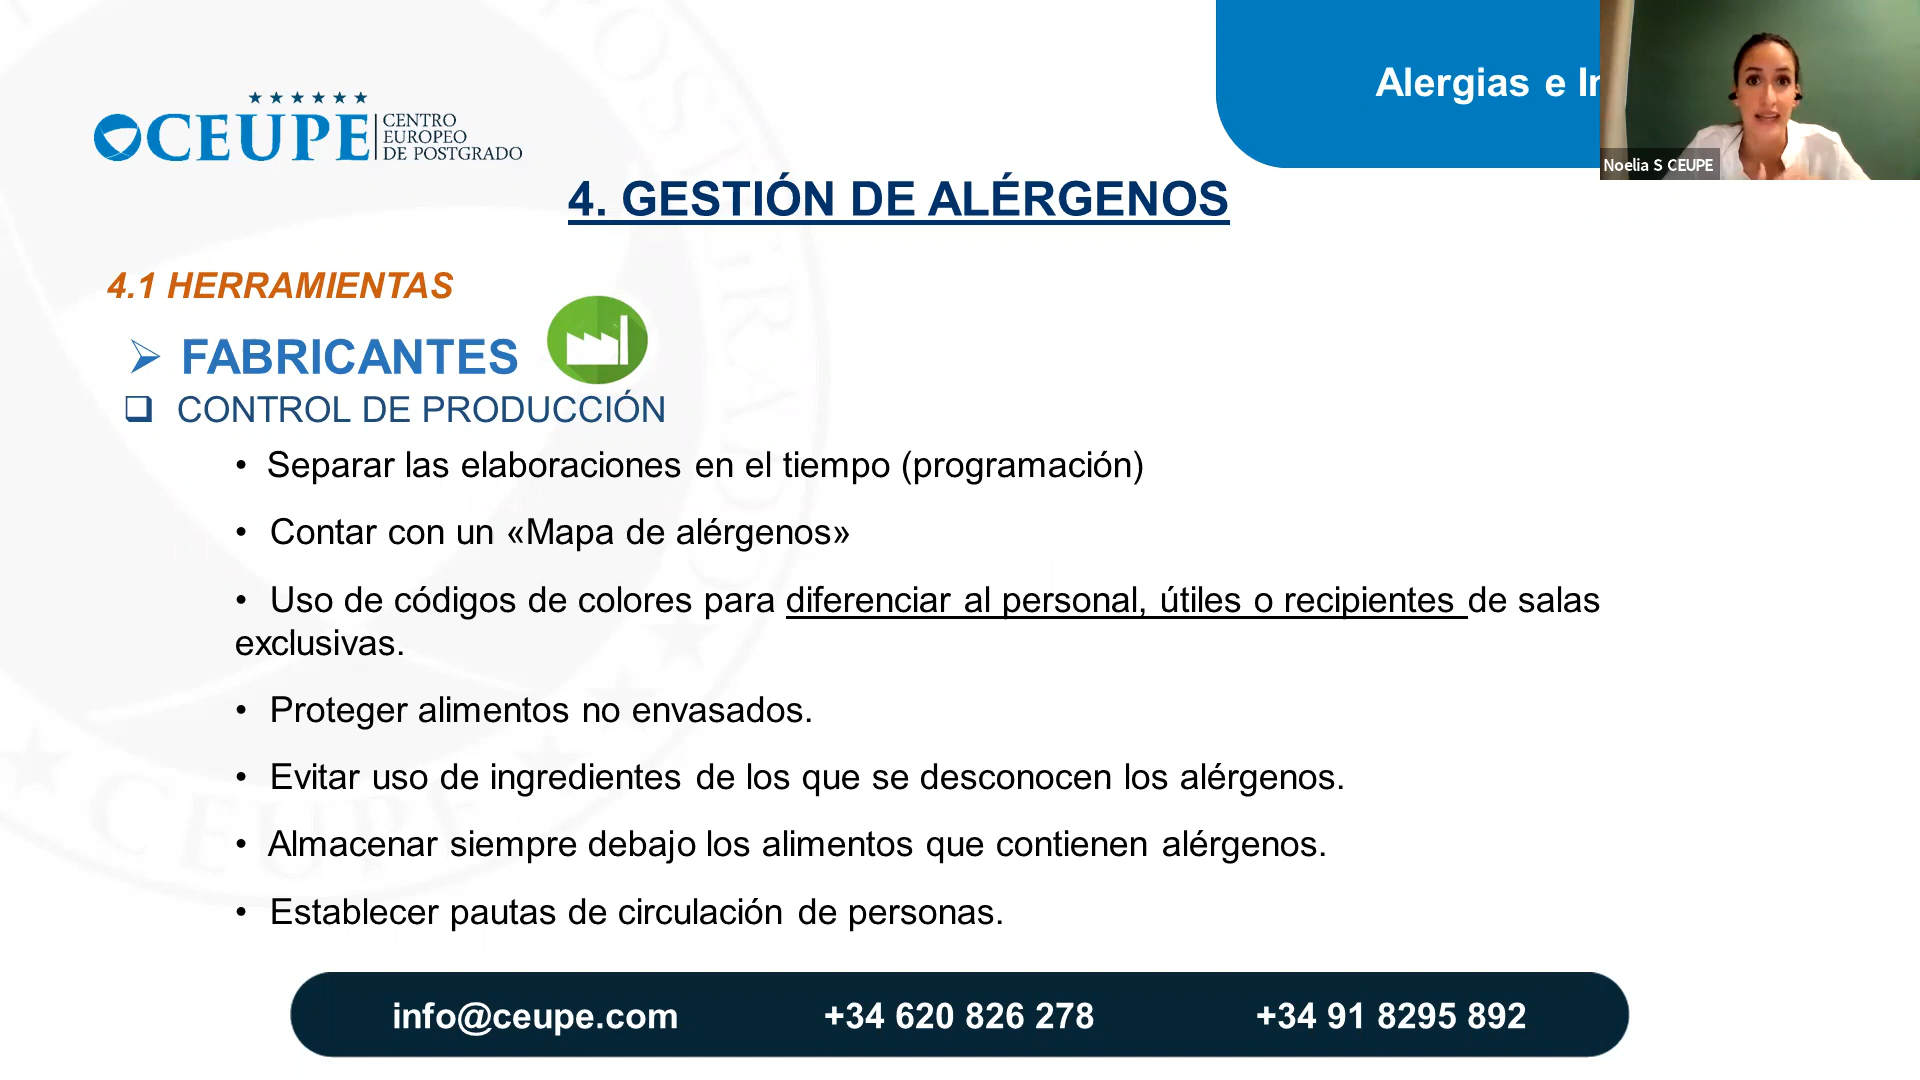 CEUPE
CENTRO
EUROPEO
DE POSTGRADO
Alergias e In
Noelia S CEUPE
4. GESTIÓN DE ALÉRGENOS
4.1 HERRAMIENTAS
FABRICANTES
CONTROL DE PRODUCCIÓN
• Separar las elaboraciones en el tiempo (programación)
• Contar con un «Mapa de alérgenos»
• Uso de códigos de colores para diferenciar al personal, útiles o recipientes de salas
exclusivas.
• Proteger alimentos no envasados.
• Evitar uso de ingredientes de los que se desconocen los alérgenos.
• Almacenar siempre debajo los alimentos que contienen alérgenos.
• Establecer pautas de circulación de personas.
info@ceupe.com +34 620 826 278 +34 91 8295 892